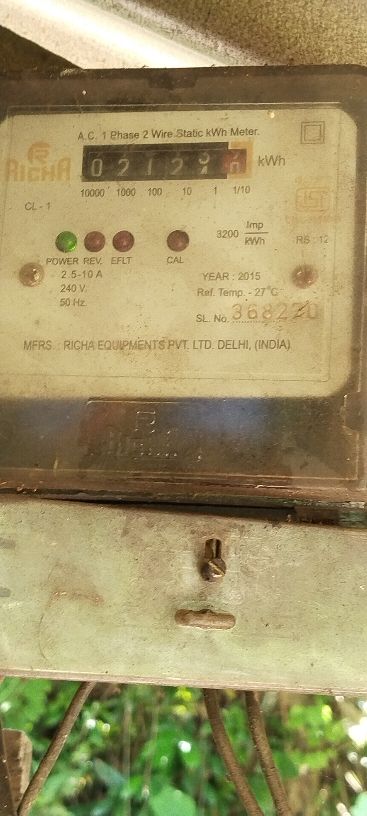 A.C. 1 Phase 2 Wire Static kWh Meter.
RICHA
kWh
10000 1000 100 10 1 1/10
CL - 1
3200 Imp/kWh
RS : 12
POWER REV. EFLT CAL
2.5-10 A
240 V.
50 Hz.
YEAR : 2015
Ref. Temp. - 27°C
SL. No. 368220
MFRS. : RICHA EQUIPMENTS PVT. LTD. DELHI, (INDIA)